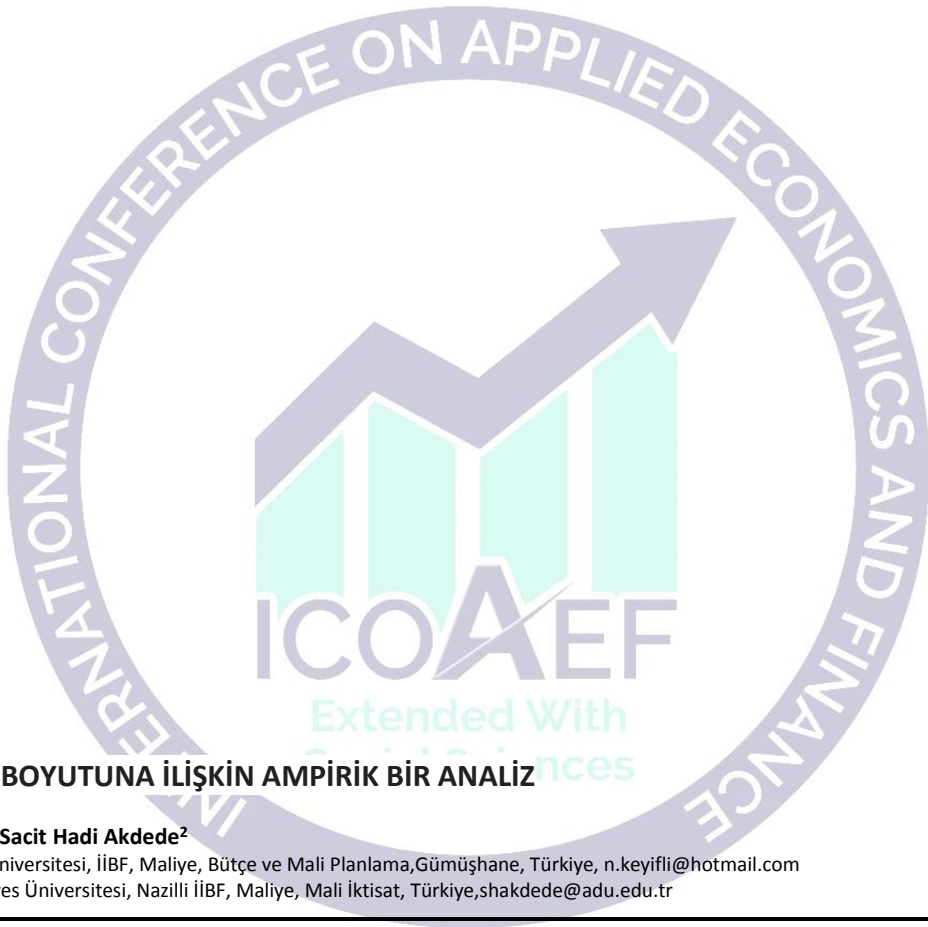 INTERNATIONAL CONFERENCE ON APPLIED ECONOMICS AND FINANCE
ICOAEF
Extended With
BOYUTUNA İLİŞKİN AMPİRİK BİR ANALİZ
Sacit Hadi Akdede²
niversitesi, İİBF, Maliye, Bütçe ve Mali Planlama,Gümüşhane, Türkiye, n.keyifli@hotmail.com
es Üniversitesi, Nazilli İİBF, Maliye, Mali İktisat, Türkiye,shakdede@adu.edu.tr